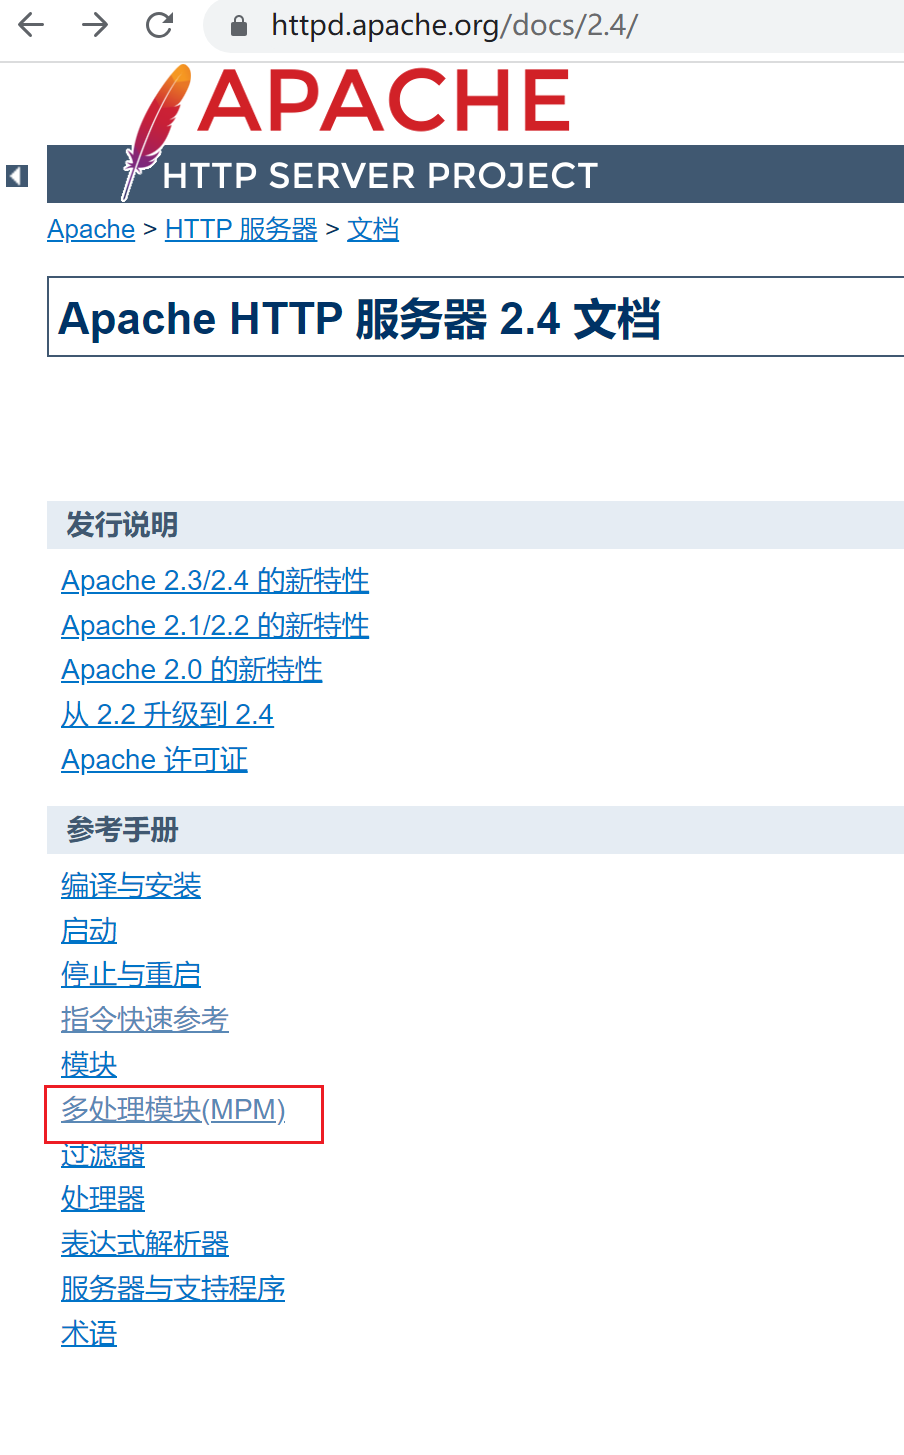 httpd.apache.org/docs/2.4/
APACHE
HTTP SERVER PROJECT
Apache > HTTP 服务器 > 文档
Apache HTTP 服务器 2.4 文档
发行说明
Apache 2.3/2.4 的新特性
Apache 2.1/2.2 的新特性
Apache 2.0 的新特性
从 2.2 升级到 2.4
Apache 许可证
参考手册
编译与安装
启动
停止与重启
指令快速参考
模块
多处理模块(MPM)
过滤器
处理器
表达式解析器
服务器与支持程序
术语